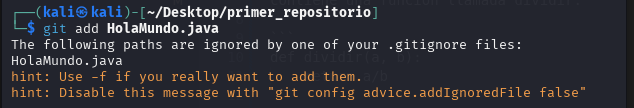 ┌──(kali㉿kali)-[~/Desktop/primer_repositorio]
└─$ git add HolaMundo.java
The following paths are ignored by one of your .gitignore files:
HolaMundo.java
hint: Use -f if you really want to add them.
hint: Disable this message with "git config advice.addIgnoredFile false"